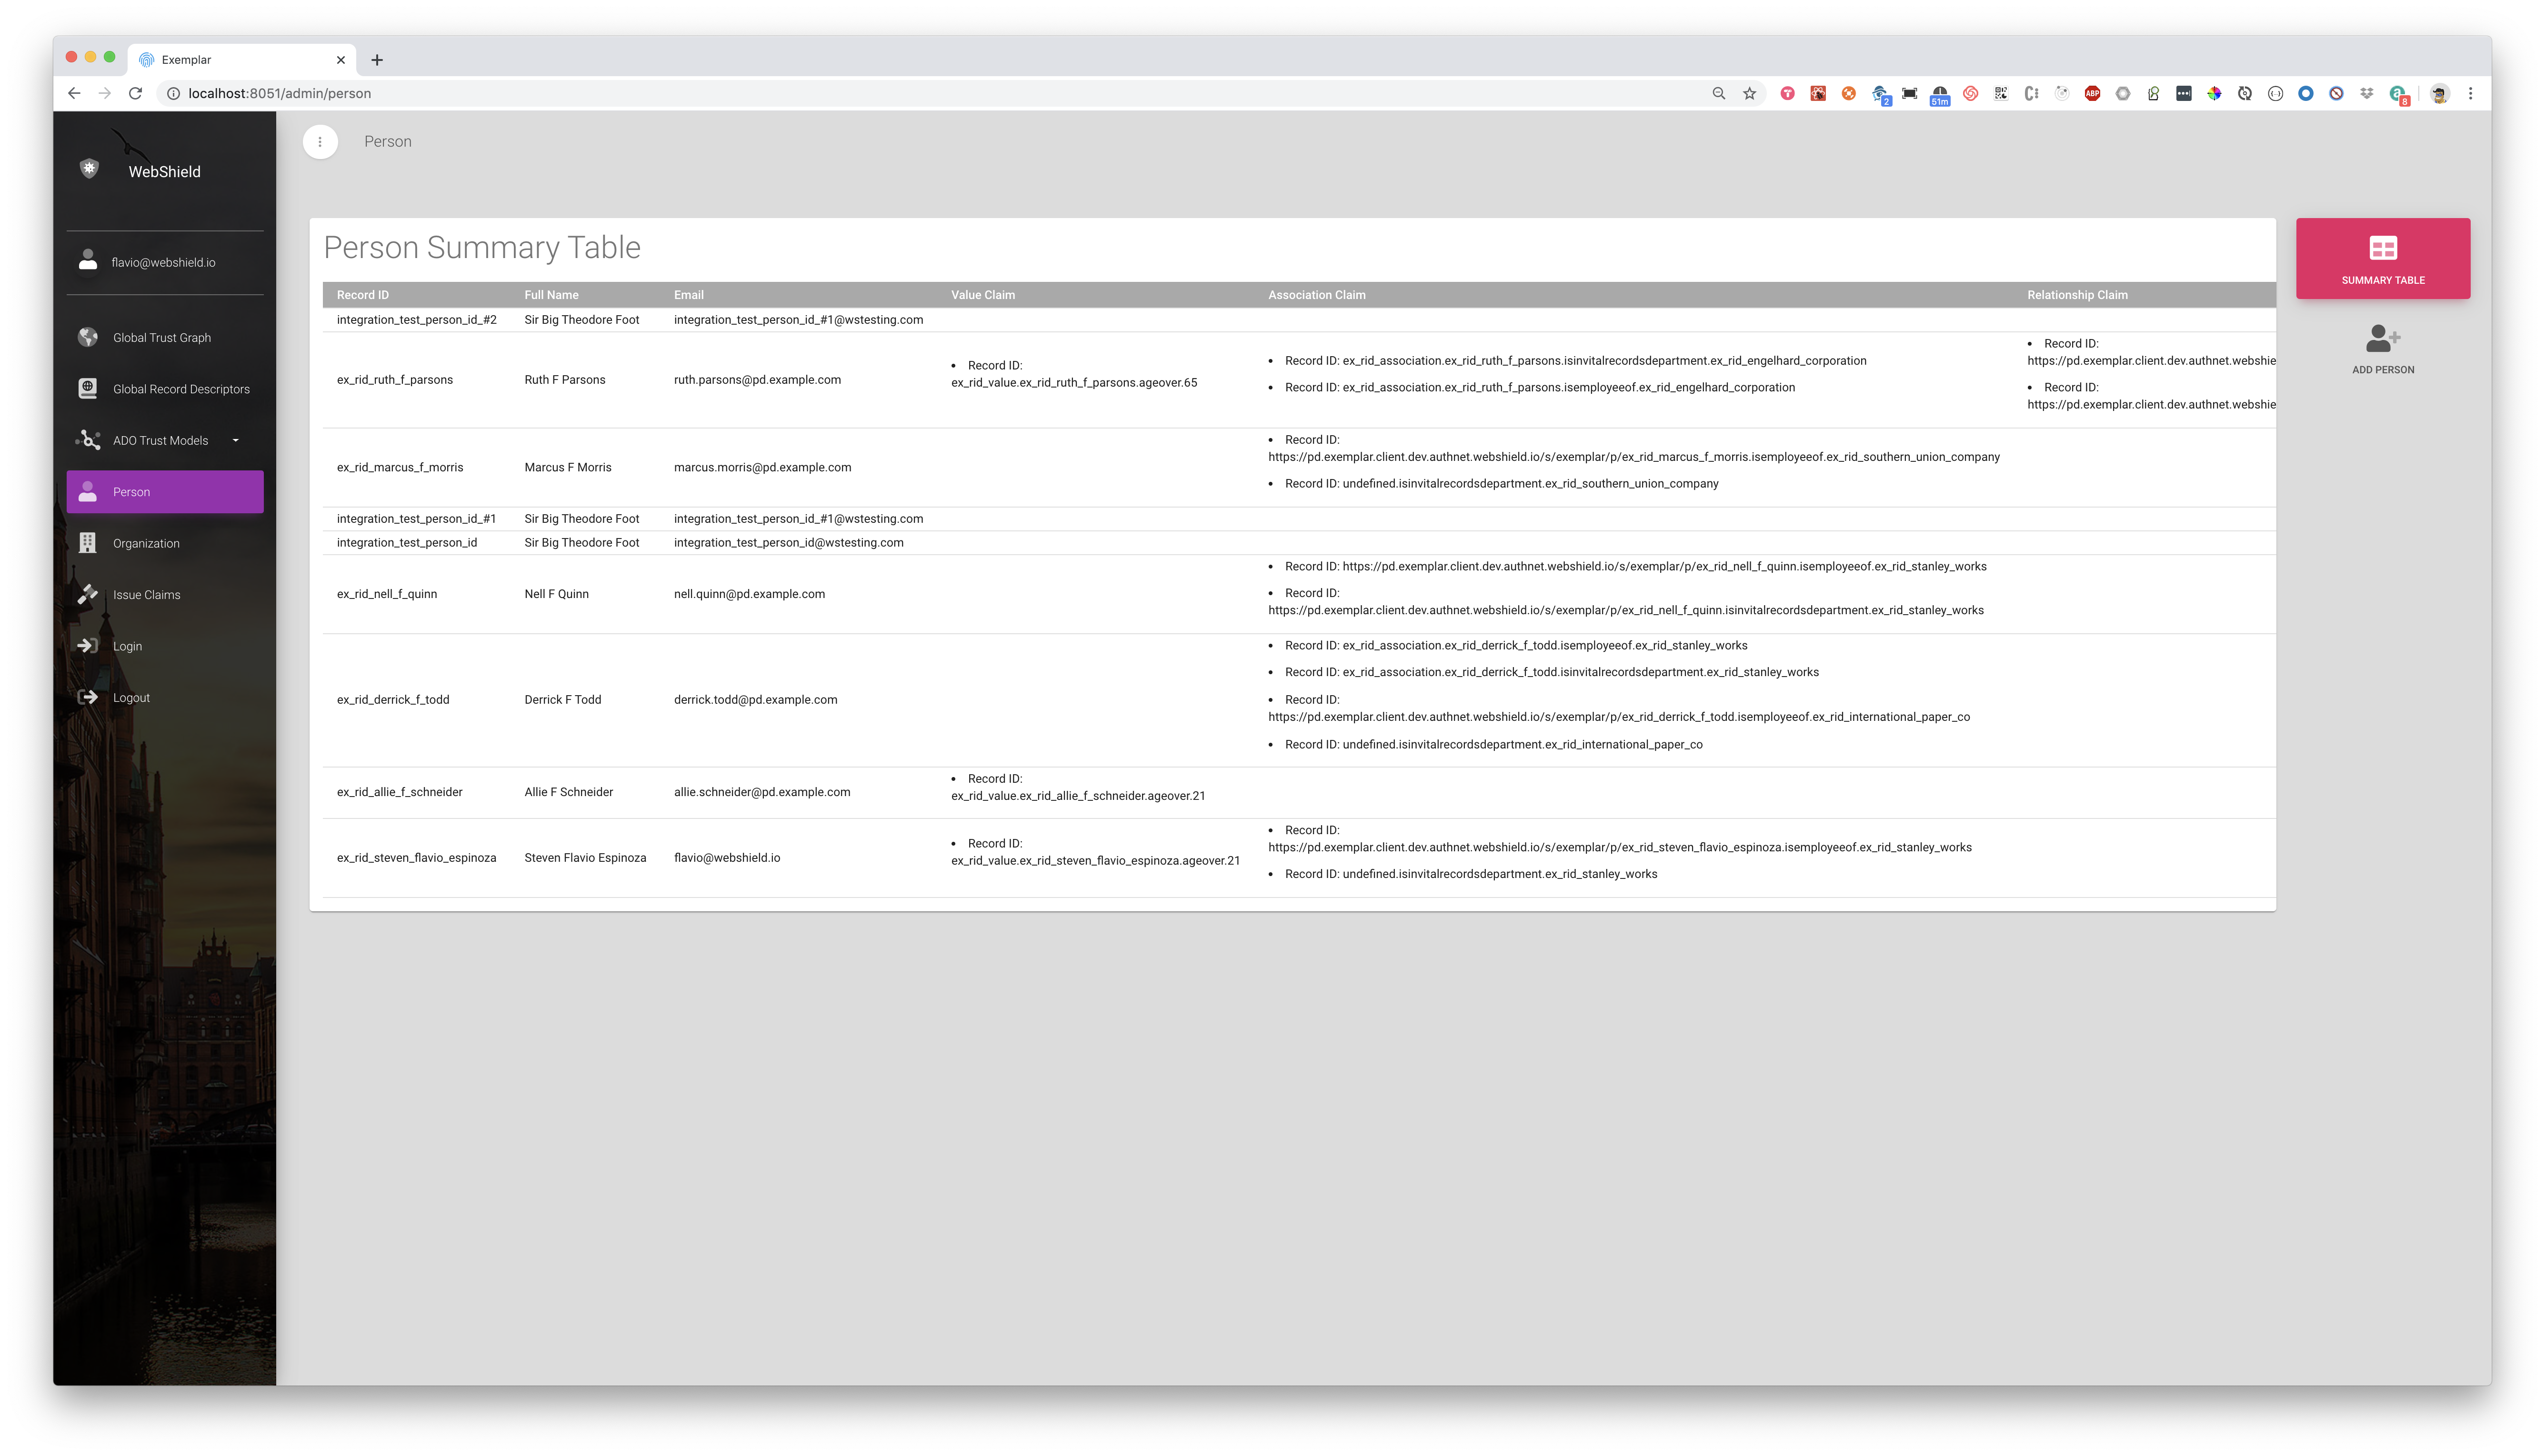 Exemplar
localhost:8051/admin/person
2
51m
ABP
8
WebShield
Person
flavio@webshield.io
Global Trust Graph
Global Record Descriptors
ADO Trust Models
Person
Organization
Issue Claims
Login
Logout
Person Summary Table
Record ID Full Name Email Value Claim Association Claim Relationship Claim
integration_test_person_id_#2 Sir Big Theodore Foot integration_test_person_id_#1@wstesting.com
ex_rid_ruth_f_parsons Ruth F Parsons ruth.parsons@pd.example.com
• Record ID:
ex_rid_value.ex_rid_ruth_f_parsons.ageover.65
• Record ID: ex_rid_association.ex_rid_ruth_f_parsons.isinvitalrecordsdepartment.ex_rid_engelhard_corporation
• Record ID: ex_rid_association.ex_rid_ruth_f_parsons.isemployeeof.ex_rid_engelhard_corporation
• Record ID:
https://pd.exemplar.client.dev.authnet.webshie
• Record ID:
https://pd.exemplar.client.dev.authnet.webshie
ex_rid_marcus_f_morris Marcus F Morris marcus.morris@pd.example.com
• Record ID:
https://pd.exemplar.client.dev.authnet.webshield.io/s/exemplar/p/ex_rid_marcus_f_morris.isemployeeof.ex_rid_southern_union_company
• Record ID: undefined.isinvitalrecordsdepartment.ex_rid_southern_union_company
integration_test_person_id_#1 Sir Big Theodore Foot integration_test_person_id_#1@wstesting.com
integration_test_person_id Sir Big Theodore Foot integration_test_person_id@wstesting.com
ex_rid_nell_f_quinn Nell F Quinn nell.quinn@pd.example.com
• Record ID: https://pd.exemplar.client.dev.authnet.webshield.io/s/exemplar/p/ex_rid_nell_f_quinn.isemployeeof.ex_rid_stanley_works
• Record ID:
https://pd.exemplar.client.dev.authnet.webshield.io/s/exemplar/p/ex_rid_nell_f_quinn.isinvitalrecordsdepartment.ex_rid_stanley_works
ex_rid_derrick_f_todd Derrick F Todd derrick.todd@pd.example.com
• Record ID: ex_rid_association.ex_rid_derrick_f_todd.isemployeeof.ex_rid_stanley_works
• Record ID: ex_rid_association.ex_rid_derrick_f_todd.isinvitalrecordsdepartment.ex_rid_stanley_works
• Record ID:
https://pd.exemplar.client.dev.authnet.webshield.io/s/exemplar/p/ex_rid_derrick_f_todd.isemployeeof.ex_rid_international_paper_co
• Record ID: undefined.isinvitalrecordsdepartment.ex_rid_international_paper_co
ex_rid_allie_f_schneider Allie F Schneider allie.schneider@pd.example.com
• Record ID:
ex_rid_value.ex_rid_allie_f_schneider.ageover.21
ex_rid_steven_flavio_espinoza Steven Flavio Espinoza flavio@webshield.io
• Record ID:
ex_rid_value.ex_rid_steven_flavio_espinoza.ageover.21
• Record ID:
https://pd.exemplar.client.dev.authnet.webshield.io/s/exemplar/p/ex_rid_steven_flavio_espinoza.isemployeeof.ex_rid_stanley_works
• Record ID: undefined.isinvitalrecordsdepartment.ex_rid_stanley_works
SUMMARY TABLE
ADD PERSON